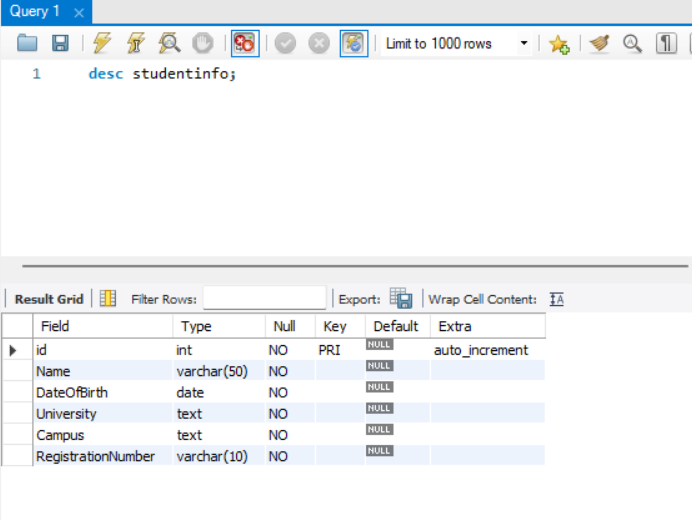 Query 1 ×
Limit to 1000 rows
1 desc studentinfo;
Result Grid Filter Rows: Export: Wrap Cell Content: IA
Field Type Null Key Default Extra
id int NO PRI NULL auto_increment
Name varchar(50) NO NULL
DateOfBirth date NO NULL
University text NO NULL
Campus text NO NULL
RegistrationNumber varchar(10) NO NULL